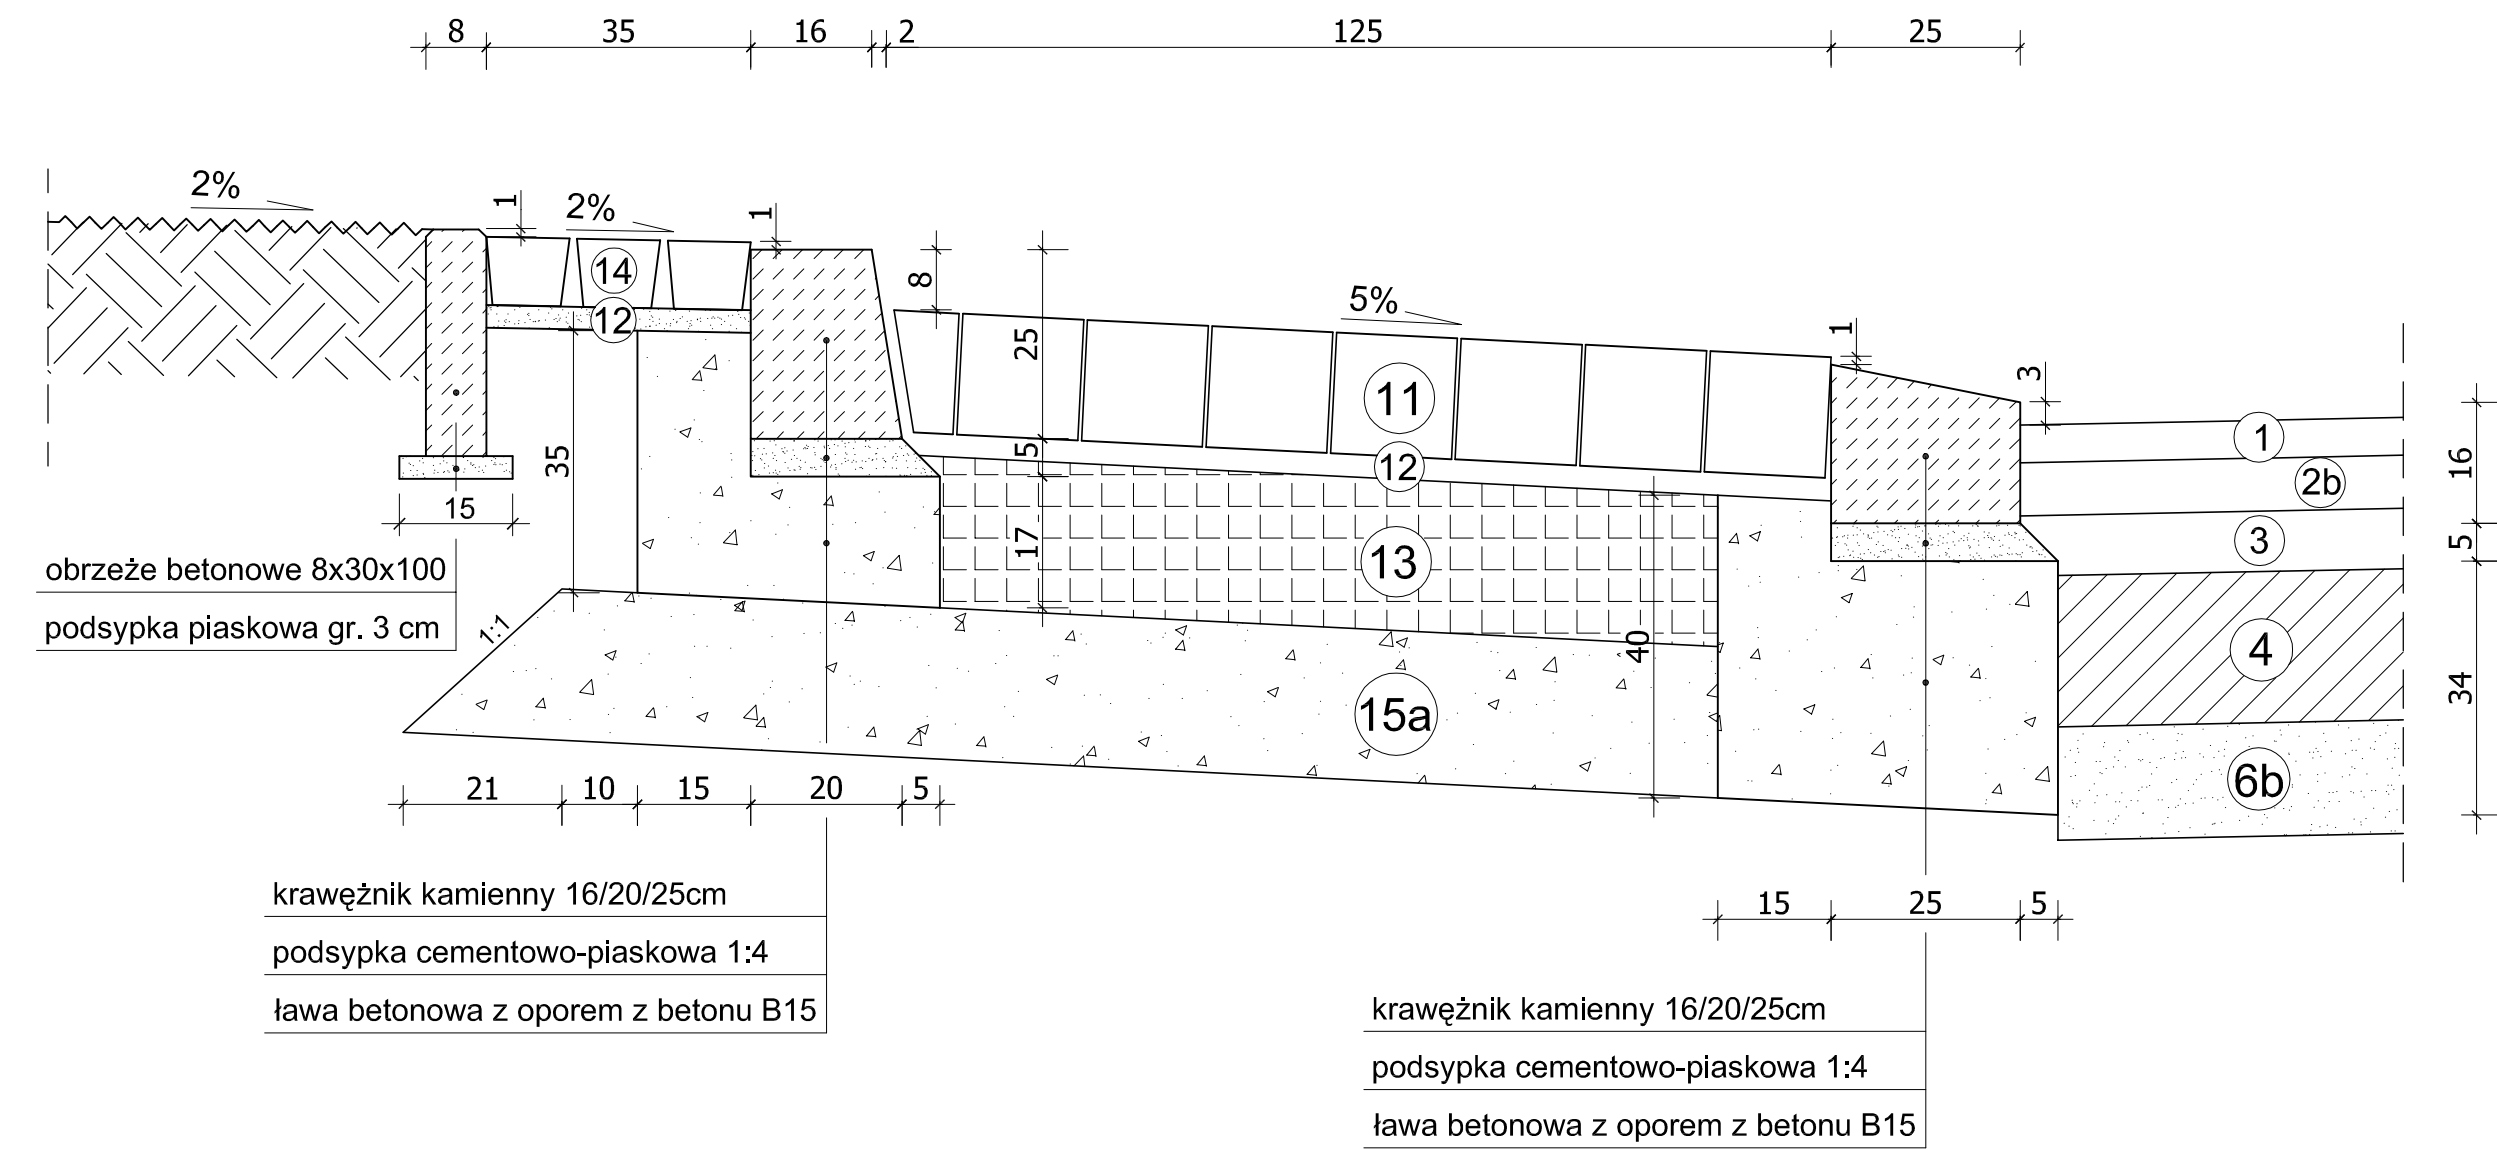 8 35 16 2 125 25
2%
1
2%
1
8
25
5%
1
3
14
12
11
12
5
1
2b
16
35
15
17
13
3
5
obrzeże betonowe 8x30x100
podsypka piaskowa gr. 3 cm
1:1
40
4
34
15a
6b
21 10 15 20 5
krawężnik kamienny 16/20/25cm
podsypka cementowo-piaskowa 1:4
ława betonowa z oporem z betonu B15
15 25 5
krawężnik kamienny 16/20/25cm
podsypka cementowo-piaskowa 1:4
ława betonowa z oporem z betonu B15